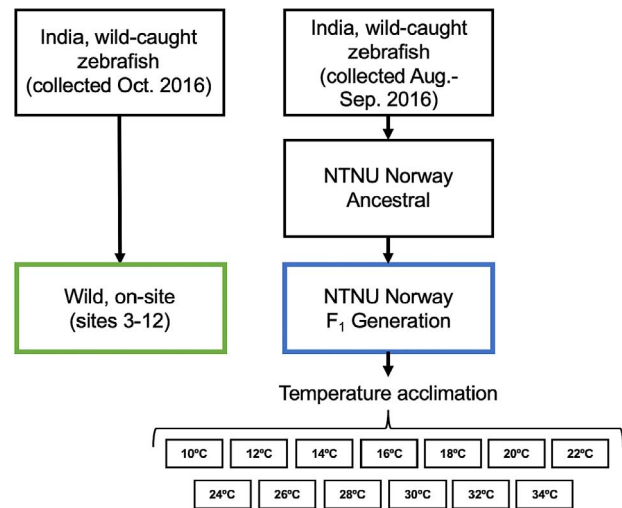 India, wild-caught
zebrafish
(collected Oct. 2016)
India, wild-caught
zebrafish
(collected Aug.-
Sep. 2016)
NTNU Norway
Ancestral
Wild, on-site
(sites 3-12)
NTNU Norway
F₁ Generation
Temperature acclimation
10ºC 12ºC 14ºC 16ºC 18ºC 20ºC 22ºC
24ºC 26ºC 28ºC 30ºC 32ºC 34ºC